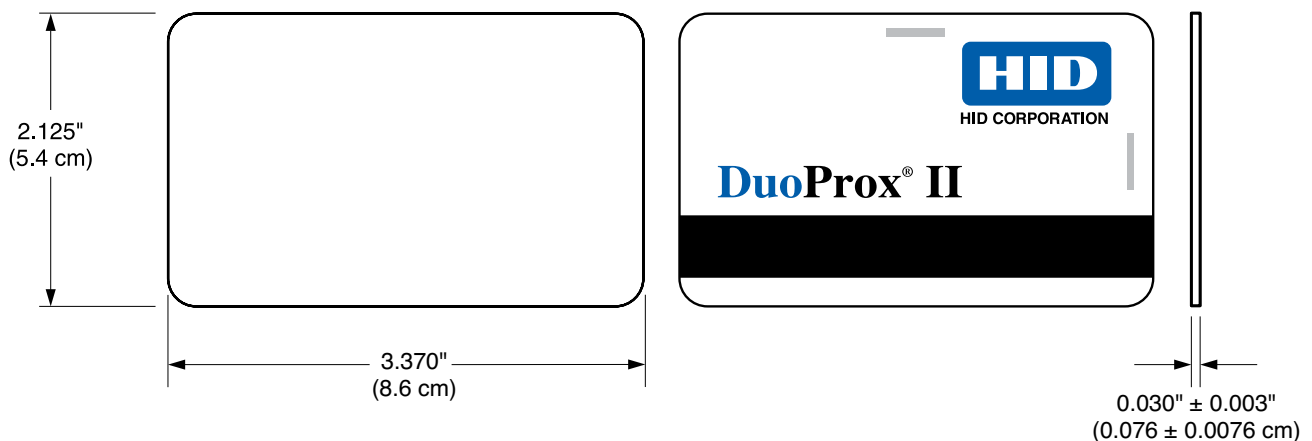 2.125"
(5.4 cm)
3.370"
(8.6 cm)
HID
HID CORPORATION
DuoProx® II
0.030" ± 0.003"
(0.076 ± 0.0076 cm)